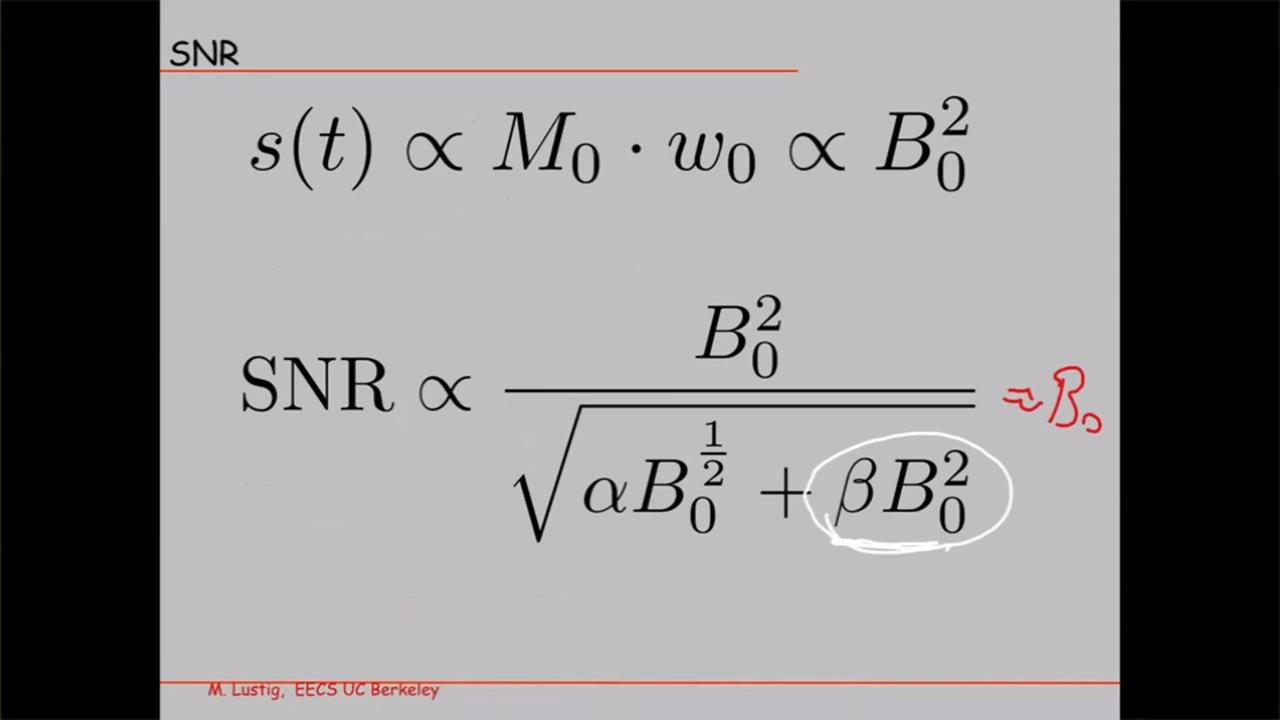 SNR
s(t) ∝ M₀ · w₀ ∝ B₀²
SNR ∝ B₀² / √(αB₀^(1/2) + βB₀²) ≈ B₀
M. Lustig, EECS UC Berkeley